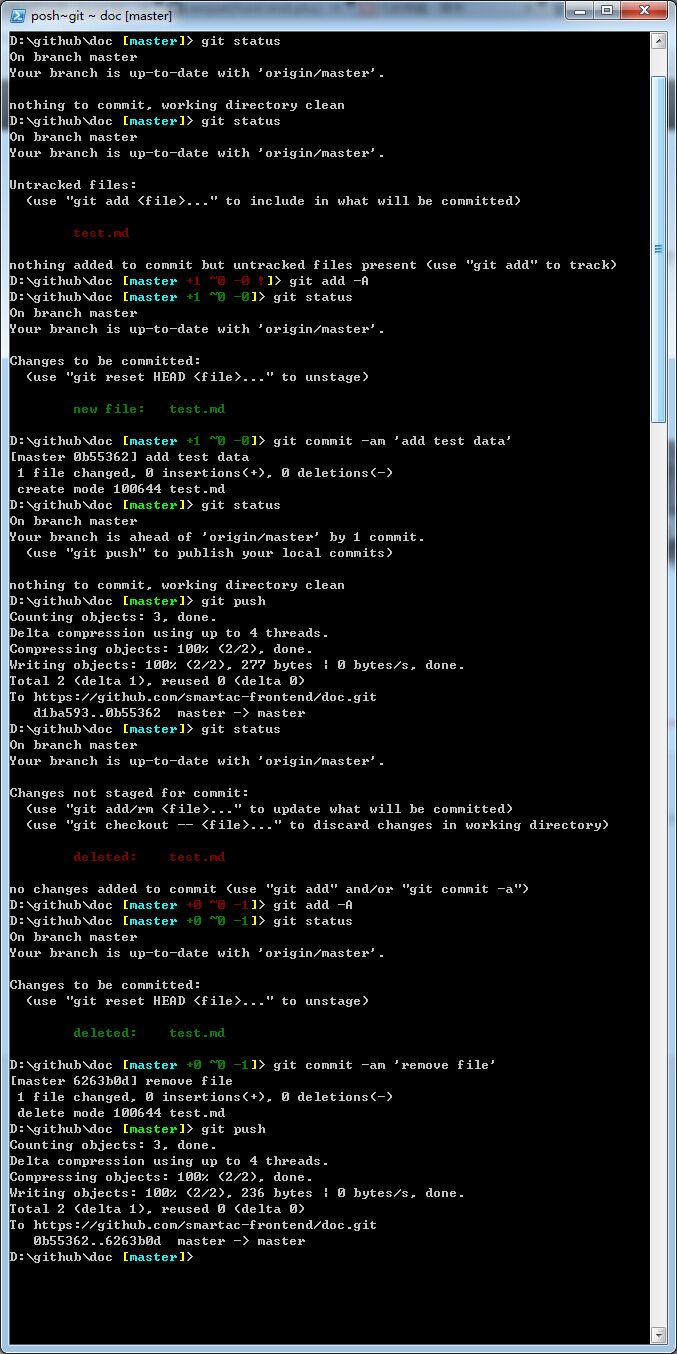 posh~git ~ doc [master]
D:\github\doc [master]> git status
On branch master
Your branch is up-to-date with 'origin/master'.
nothing to commit, working directory clean
D:\github\doc [master]> git status
On branch master
Your branch is up-to-date with 'origin/master'.
Untracked files:
  (use "git add <file>..." to include in what will be committed)
        test.md
nothing added to commit but untracked files present (use "git add" to track)
D:\github\doc [master +1 ~0 -0 !]> git add -A
D:\github\doc [master +1 ~0 -0]> git status
On branch master
Your branch is up-to-date with 'origin/master'.
Changes to be committed:
  (use "git reset HEAD <file>..." to unstage)
        new file:   test.md
D:\github\doc [master +1 ~0 -0]> git commit -am 'add test data'
[master 0b55362] add test data
 1 file changed, 0 insertions(+), 0 deletions(-)
 create mode 100644 test.md
D:\github\doc [master]> git status
On branch master
Your branch is ahead of 'origin/master' by 1 commit.
  (use "git push" to publish your local commits)
nothing to commit, working directory clean
D:\github\doc [master]> git push
Counting objects: 3, done.
Delta compression using up to 4 threads.
Compressing objects: 100% (2/2), done.
Writing objects: 100% (2/2), 277 bytes | 0 bytes/s, done.
Total 2 (delta 1), reused 0 (delta 0)
To https://github.com/smartac-frontend/doc.git
   d1ba593..0b55362  master -> master
D:\github\doc [master]> git status
On branch master
Your branch is up-to-date with 'origin/master'.
Changes not staged for commit:
  (use "git add/rm <file>..." to update what will be committed)
  (use "git checkout -- <file>..." to discard changes in working directory)
        deleted:    test.md
no changes added to commit (use "git add" and/or "git commit -a")
D:\github\doc [master +0 ~0 -1]> git add -A
D:\github\doc [master +0 ~0 -1]> git status
On branch master
Your branch is up-to-date with 'origin/master'.
Changes to be committed:
  (use "git reset HEAD <file>..." to unstage)
        deleted:    test.md
D:\github\doc [master +0 ~0 -1]> git commit -am 'remove file'
[master 6263b0d] remove file
 1 file changed, 0 insertions(+), 0 deletions(-)
 delete mode 100644 test.md
D:\github\doc [master]> git push
Counting objects: 3, done.
Delta compression using up to 4 threads.
Compressing objects: 100% (2/2), done.
Writing objects: 100% (2/2), 236 bytes | 0 bytes/s, done.
Total 2 (delta 1), reused 0 (delta 0)
To https://github.com/smartac-frontend/doc.git
   0b55362..6263b0d  master -> master
D:\github\doc [master]>